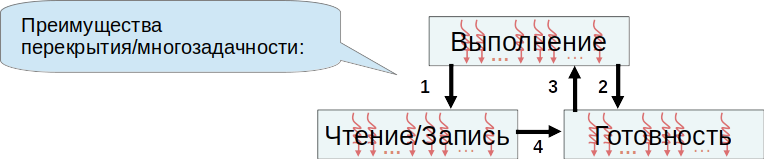 Преимущества
перекрытия/многозадачности:
Выполнение
... ...
1
3
2
Чтение/Запись
4
Готовность
... ...
... ...